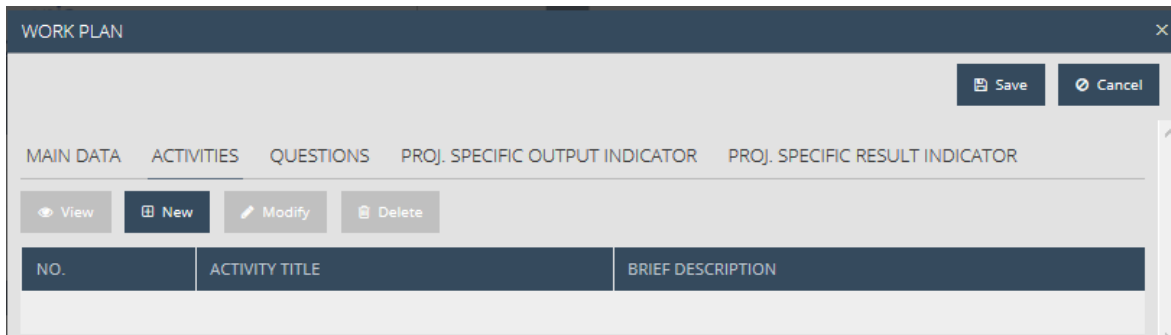 WORK PLAN
Save Cancel
MAIN DATA ACTIVITIES QUESTIONS PROJ. SPECIFIC OUTPUT INDICATOR PROJ. SPECIFIC RESULT INDICATOR
View New Modify Delete
NO. ACTIVITY TITLE BRIEF DESCRIPTION